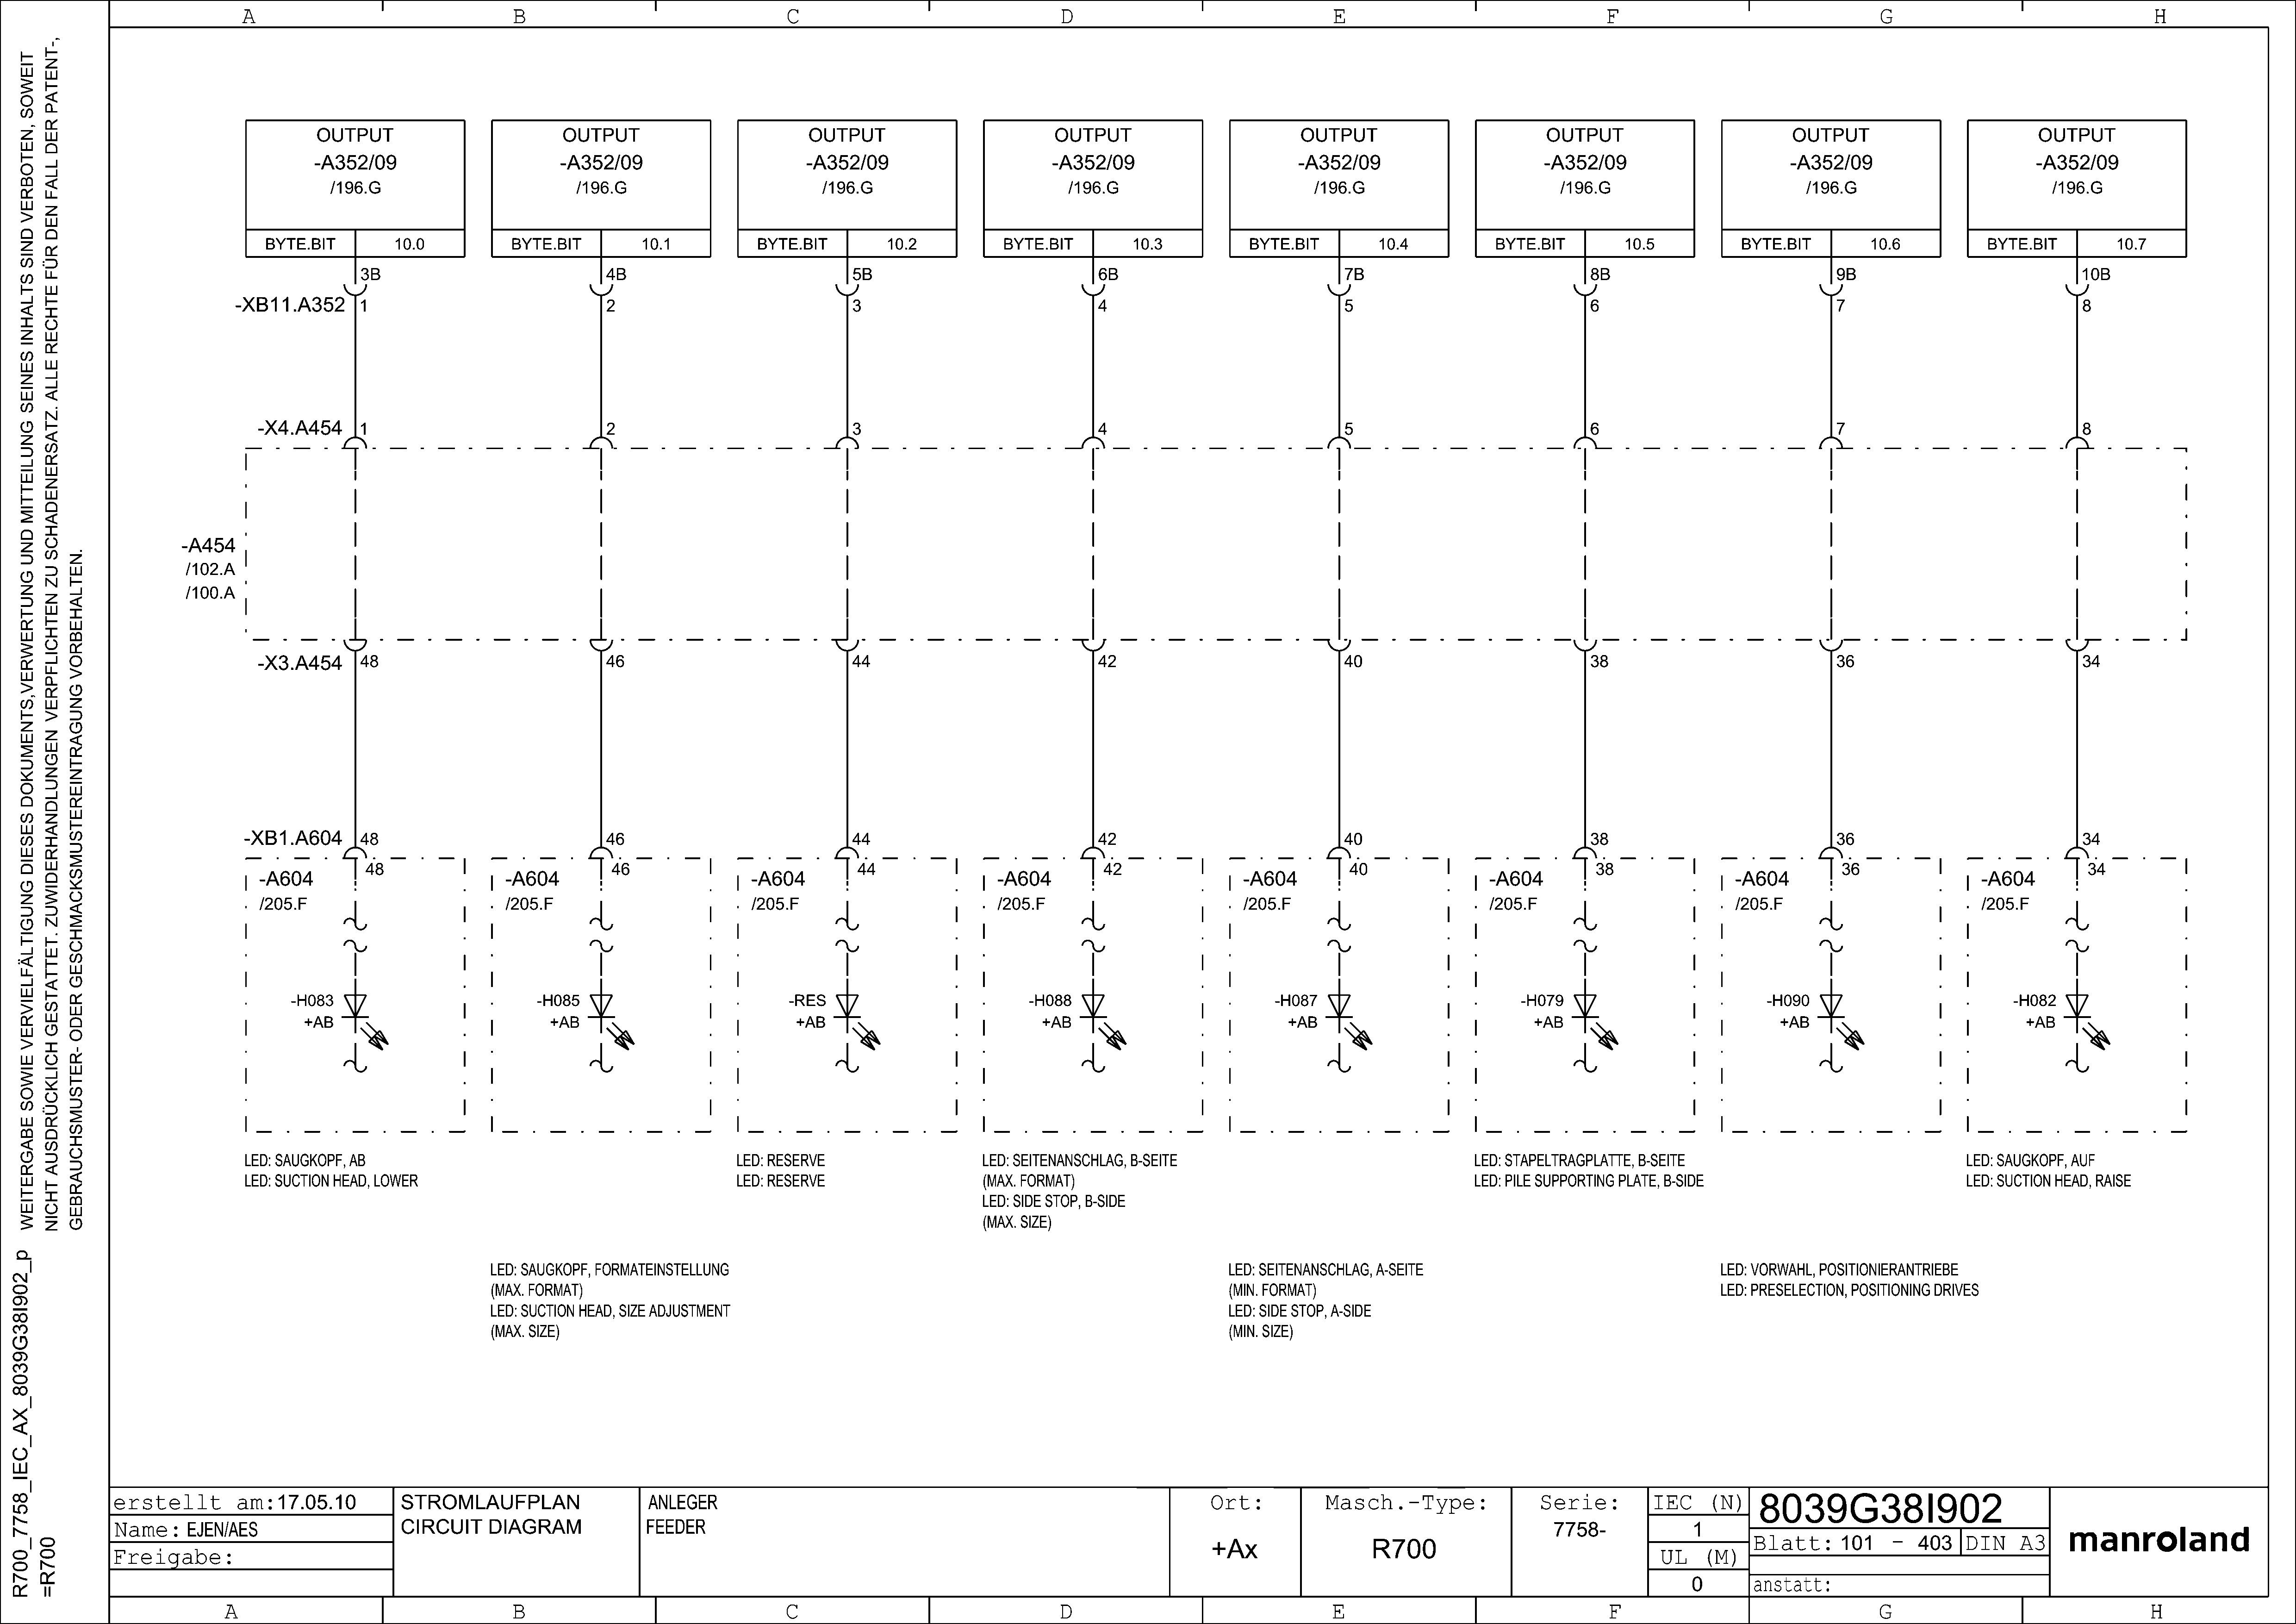 A B C D E F G H
WEITERGABE SOWIE VERVIELFÄLTIGUNG DIESES DOKUMENTS,VERWERTUNG UND MITTEILUNG SEINES INHALTS SIND VERBOTEN, SOWEIT
NICHT AUSDRÜCKLICH GESTATTET. ZUWIDERHANDLUNGEN VERPFLICHTEN ZU SCHADENERSATZ. ALLE RECHTE FÜR DEN FALL DER PATENT-,
GEBRAUCHSMUSTER- ODER GESCHMACKSMUSTEREINTRAGUNG VORBEHALTEN.
R700_7758_IEC_AX_8039G38I902_p
=R700
OUTPUT OUTPUT OUTPUT OUTPUT OUTPUT OUTPUT OUTPUT OUTPUT
-A352/09 -A352/09 -A352/09 -A352/09 -A352/09 -A352/09 -A352/09 -A352/09
/196.G /196.G /196.G /196.G /196.G /196.G /196.G /196.G
BYTE.BIT 10.0 BYTE.BIT 10.1 BYTE.BIT 10.2 BYTE.BIT 10.3 BYTE.BIT 10.4 BYTE.BIT 10.5 BYTE.BIT 10.6 BYTE.BIT 10.7
3B 4B 5B 6B 7B 8B 9B 10B
-XB11.A352 1 2 3 4 5 6 7 8
-X4.A454 1 2 3 4 5 6 7 8
-A454
/102.A
/100.A
-X3.A454 48 46 44 42 40 38 36 34
-XB1.A604 48 46 44 42 40 38 36 34
48 46 44 42 40 38 36 34
-A604 -A604 -A604 -A604 -A604 -A604 -A604 -A604
/205.F /205.F /205.F /205.F /205.F /205.F /205.F /205.F
-H083 -H085 -RES -H088 -H087 -H079 -H090 -H082
+AB +AB +AB +AB +AB +AB +AB +AB
LED: SAUGKOPF, AB
LED: SUCTION HEAD, LOWER
LED: RESERVE
LED: RESERVE
LED: SEITENANSCHLAG, B-SEITE
(MAX. FORMAT)
LED: SIDE STOP, B-SIDE
(MAX. SIZE)
LED: STAPELTRAGPLATTE, B-SEITE
LED: PILE SUPPORTING PLATE, B-SIDE
LED: SAUGKOPF, AUF
LED: SUCTION HEAD, RAISE
LED: SAUGKOPF, FORMATEINSTELLUNG
(MAX. FORMAT)
LED: SUCTION HEAD, SIZE ADJUSTMENT
(MAX. SIZE)
LED: SEITENANSCHLAG, A-SEITE
(MIN. FORMAT)
LED: SIDE STOP, A-SIDE
(MIN. SIZE)
LED: VORWAHL, POSITIONIERANTRIEBE
LED: PRESELECTION, POSITIONING DRIVES
erstellt am:17.05.10
Name: EJEN/AES
Freigabe:
STROMLAUFPLAN
CIRCUIT DIAGRAM
ANLEGER
FEEDER
Ort:
+Ax
Masch.-Type:
R700
Serie:
7758-
IEC (N)
1
UL (M)
0
8039G38I902
Blatt: 101 - 403 DIN A3
anstatt:
manroland
A B C D E F G H